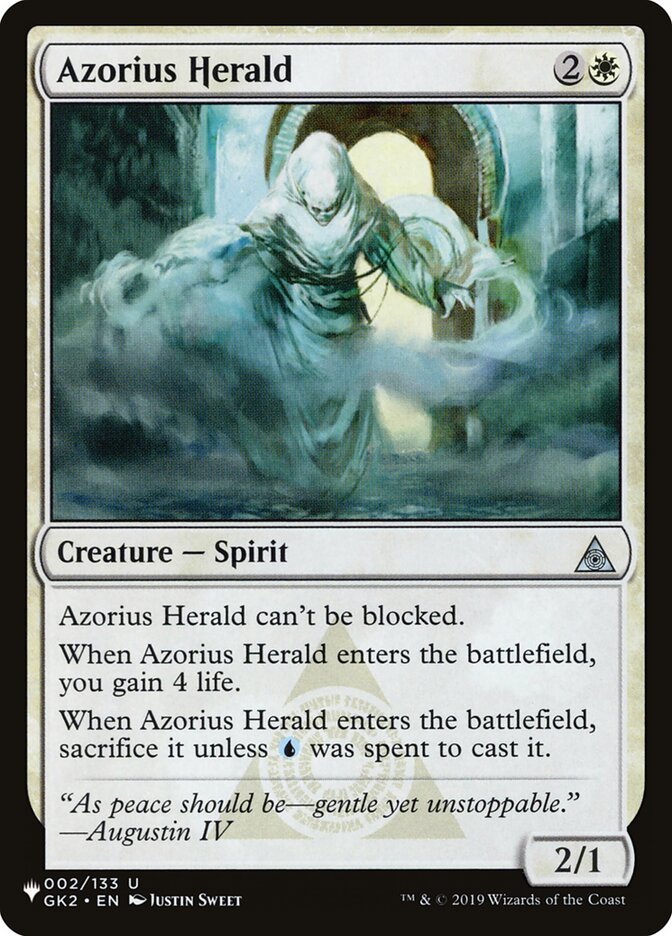 Azorius Herald 2
Creature — Spirit
Azorius Herald can't be blocked.
When Azorius Herald enters the battlefield,
you gain 4 life.
When Azorius Herald enters the battlefield,
sacrifice it unless was spent to cast it.
“As peace should be—gentle yet unstoppable.”
—Augustin IV
2/1
002/133 U
GK2 • EN Justin Sweet
™ & © 2019 Wizards of the Coast